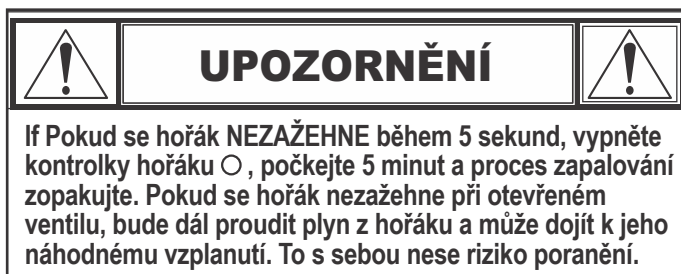 UPOZORNĚNÍ
If Pokud se hořák NEZAŽEHNE během 5 sekund, vypněte
kontrolky hořáku ○, počkejte 5 minut a proces zapalování
zopakujte. Pokud se hořák nezažehne při otevřeném
ventilu, bude dál proudit plyn z hořáku a může dojít k jeho
náhodnému vzplanutí. To s sebou nese riziko poranění.